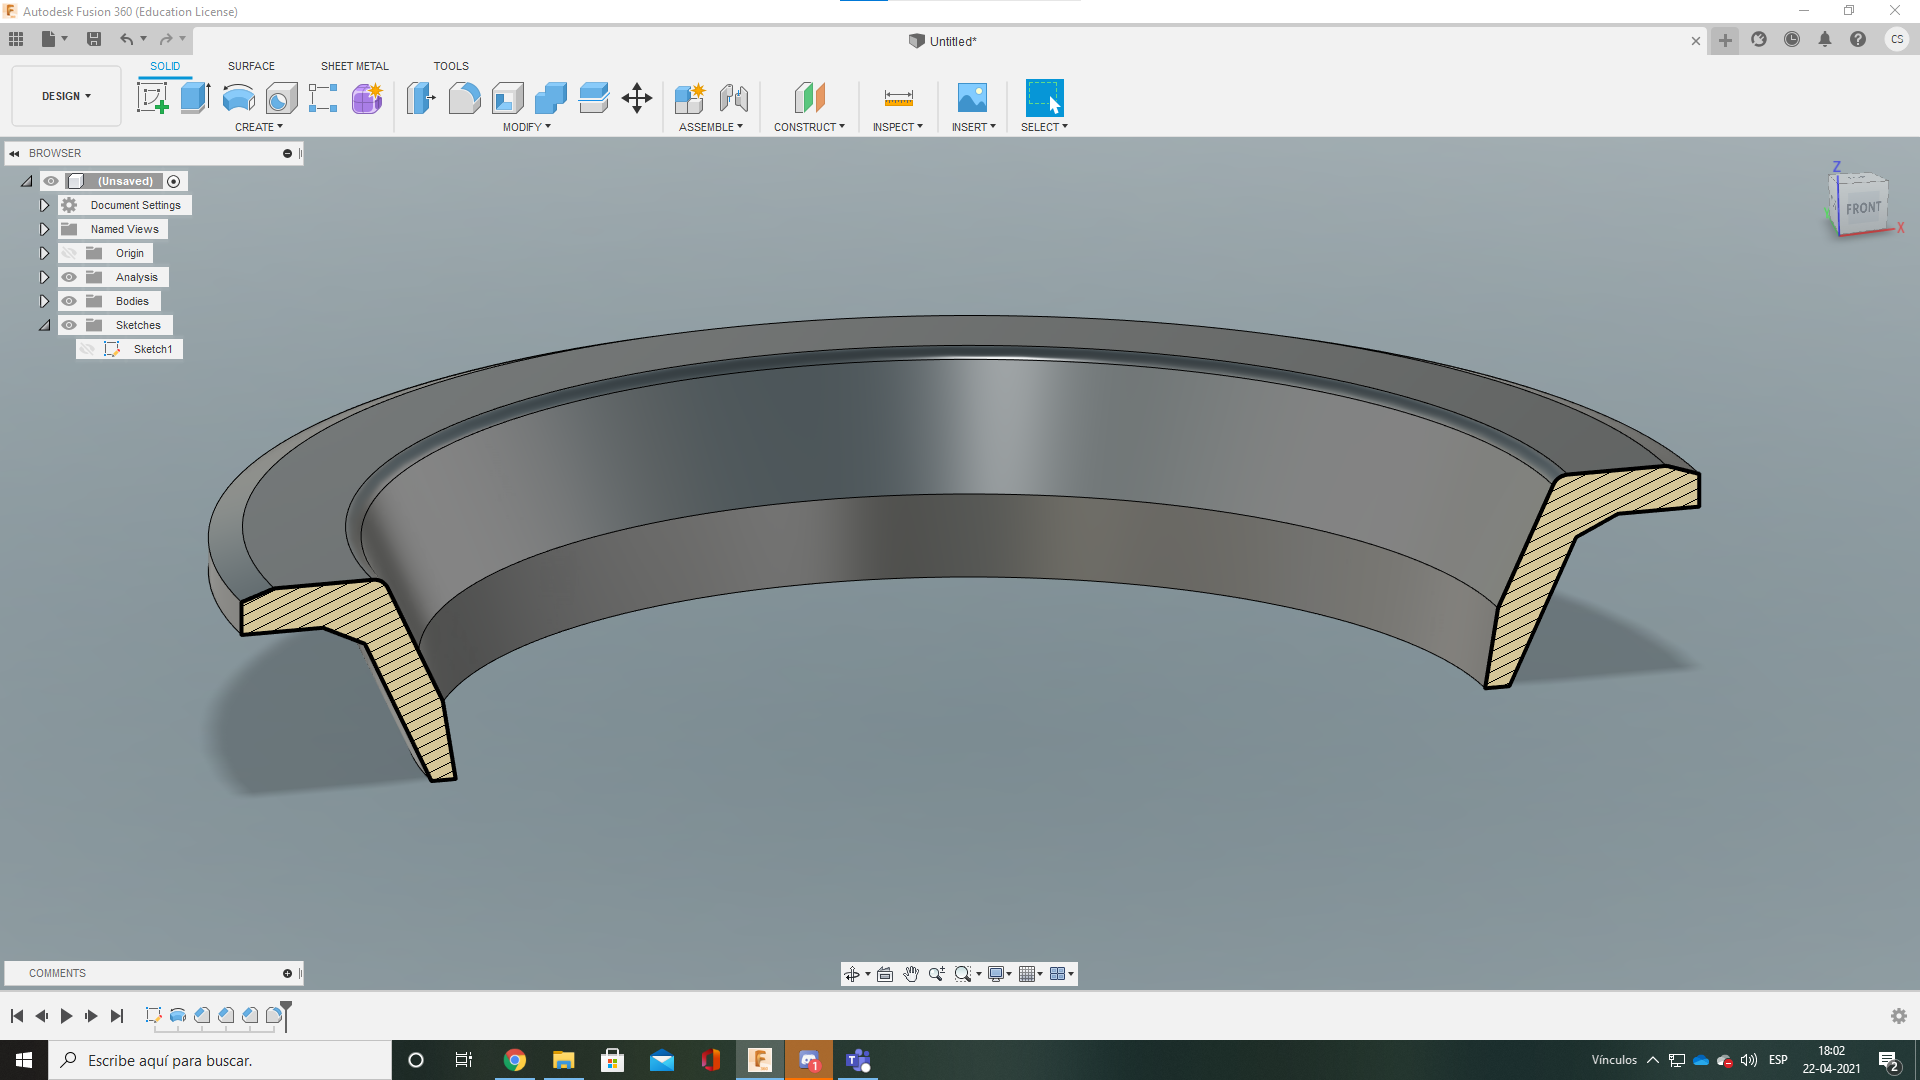 Autodesk Fusion 360 (Education License)
Untitled*
CS
DESIGN
SOLID
SURFACE
SHEET METAL
TOOLS
CREATE
MODIFY
ASSEMBLE
CONSTRUCT
INSPECT
INSERT
SELECT
BROWSER
(Unsaved)
Document Settings
Named Views
Origin
Analysis
Bodies
Sketches
Sketch1
Z
FRONT
X
COMMENTS
Escribe aquí para buscar.
Vínculos
ESP
18:02
22-04-2021
2